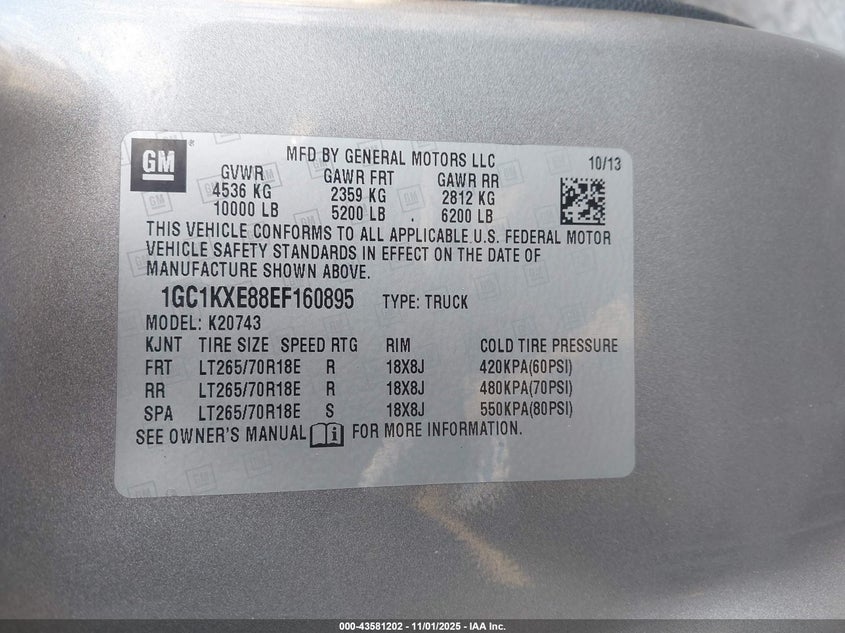 GM ®
MFD BY GENERAL MOTORS LLC 10/13
GVWR GAWR FRT GAWR RR
4536 KG 2359 KG 2812 KG
10000 LB 5200 LB . 6200 LB
THIS VEHICLE CONFORMS TO ALL APPLICABLE U.S. FEDERAL MOTOR
VEHICLE SAFETY STANDARDS IN EFFECT ON THE DATE OF
MANUFACTURE SHOWN ABOVE.
1GC1KXE88EF160895 TYPE: TRUCK
MODEL: K20743
KJNT TIRE SIZE SPEED RTG RIM COLD TIRE PRESSURE
FRT LT265/70R18E R 18X8J 420KPA(60PSI)
RR LT265/70R18E R 18X8J 480KPA(70PSI)
SPA LT265/70R18E S 18X8J 550KPA(80PSI)
SEE OWNER'S MANUAL i FOR MORE INFORMATION.
000-43581202 - 11/01/2025 - IAA Inc.